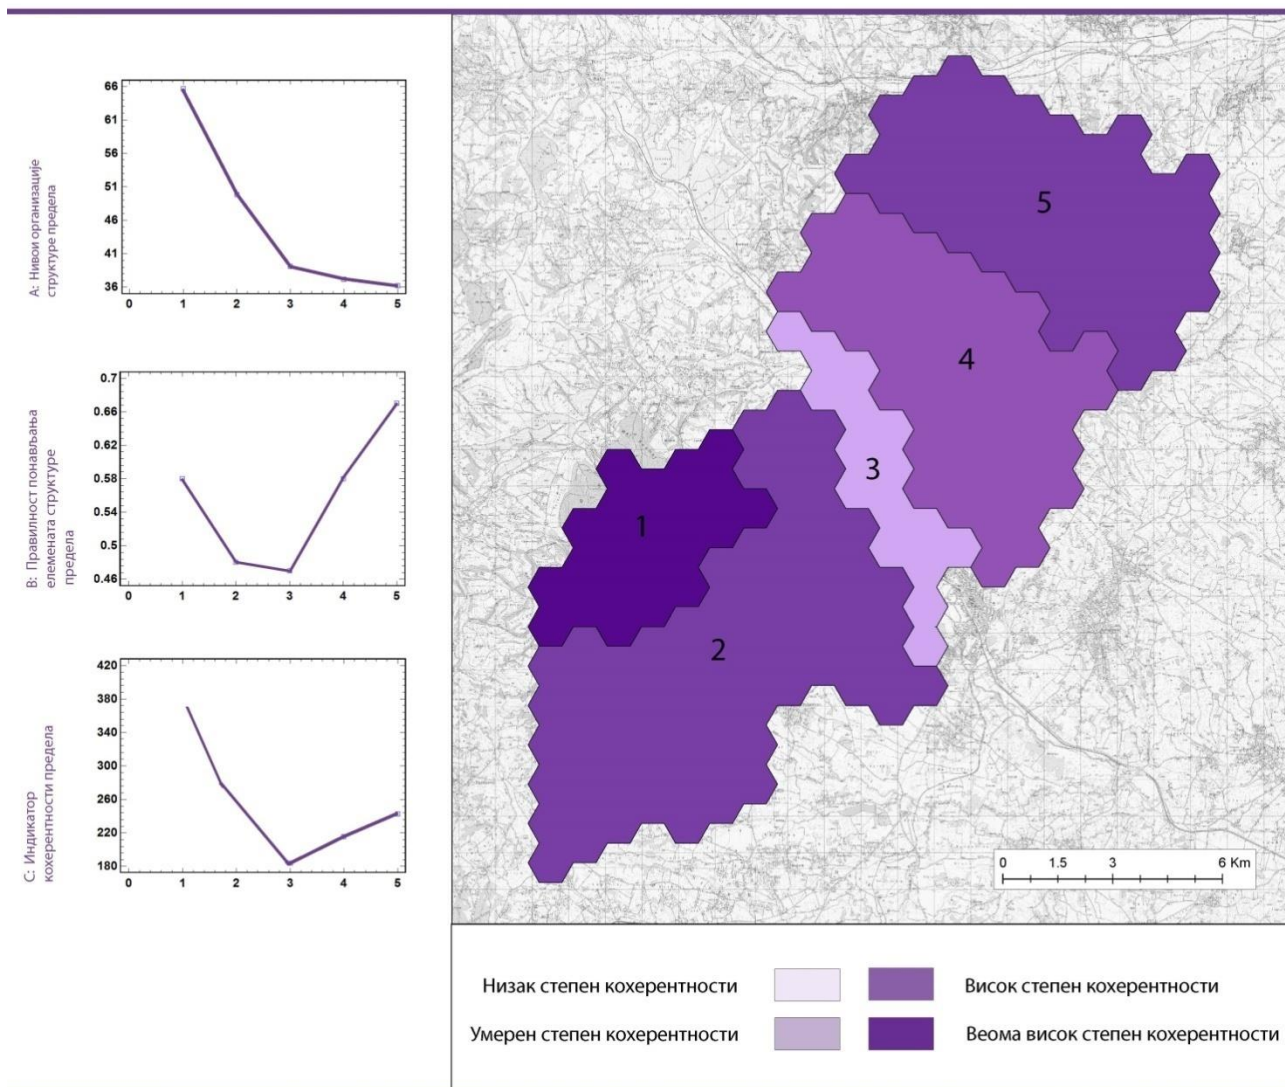 А: Нивои организације
структуре предела
66
61
56
51
46
41
36
0 1 2 3 4 5
В: Правилност понављања
елемената структуре
предела
0.7
0.66
0.62
0.58
0.54
0.5
0.46
0 1 2 3 4 5
С: Индикатор
кохерентности предела
420
380
340
300
260
220
180
0 1 2 3 4 5
5
4
3
1
2
0 1.5 3 6 Km
Низак степен кохерентности
Висок степен кохерентности
Умерен степен кохерентности
Веома висок степен кохерентности